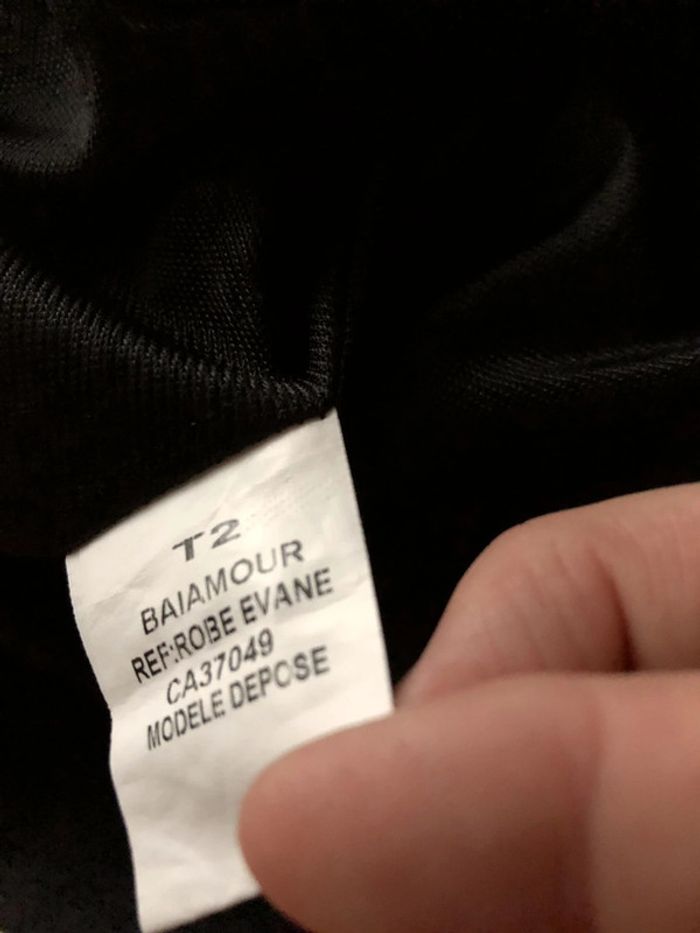 T2
BAIAMOUR
REF:ROBE EVANE
CA37049
MODELE DEPOSE